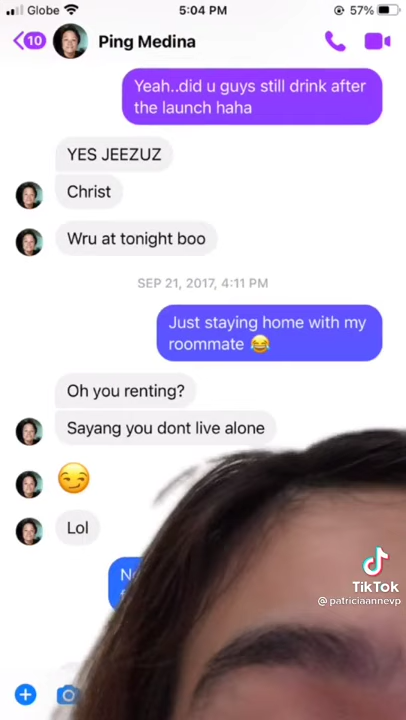 Globe 5:04 PM 57%
10 Ping Medina
Yeah..did u guys still drink after
the launch haha
YES JEEZUZ
Christ
Wru at tonight boo
SEP 21, 2017, 4:11 PM
Just staying home with my
roommate 😂
Oh you renting?
Sayang you dont live alone
😏
Lol
TikTok
@patriciaannevp